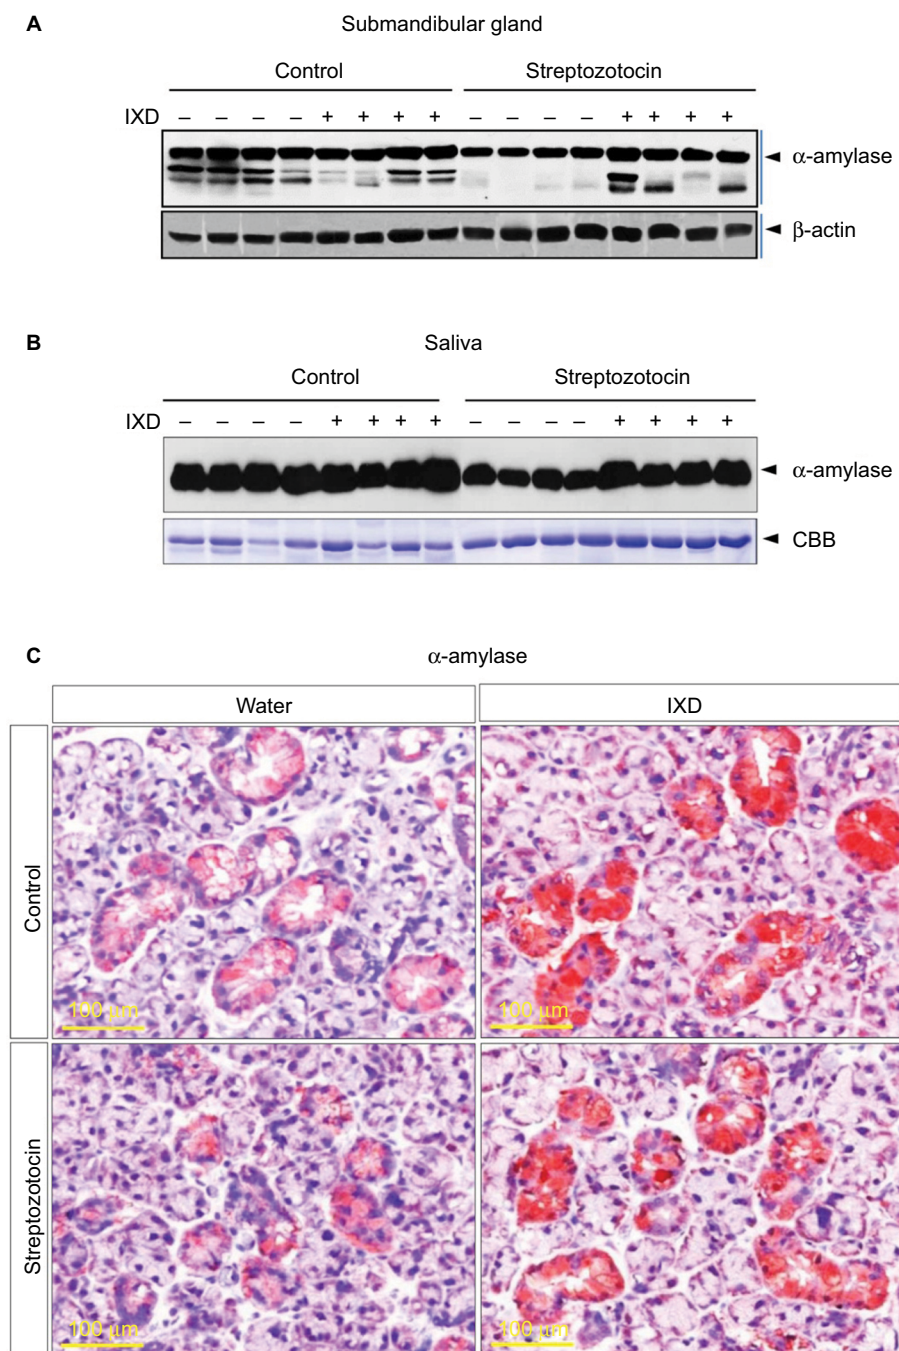 A
Submandibular gland
Control Streptozotocin
IXD – – – – + + + + – – – – + + + +
α-amylase
β-actin
B
Saliva
Control Streptozotocin
IXD – – – – + + + + – – – – + + + +
α-amylase
CBB
C
α-amylase
Water IXD
Control
100 μm 100 μm
Streptozotocin
100 μm 100 μm